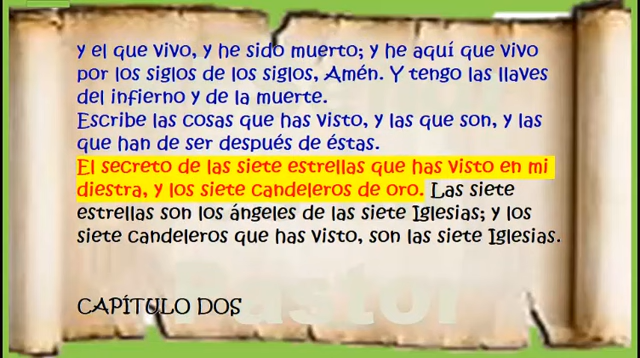 y el que vivo, y he sido muerto; y he aquí que vivo
por los siglos de los siglos, Amén. Y tengo las llaves
del infierno y de la muerte.
Escribe las cosas que has visto, y las que son, y las
que han de ser después de éstas.
El secreto de las siete estrellas que has visto en mi
diestra, y los siete candeleros de oro. Las siete
estrellas son los ángeles de las siete Iglesias; y los
siete candeleros que has visto, son las siete Iglesias.
CAPÍTULO DOS
Pastor